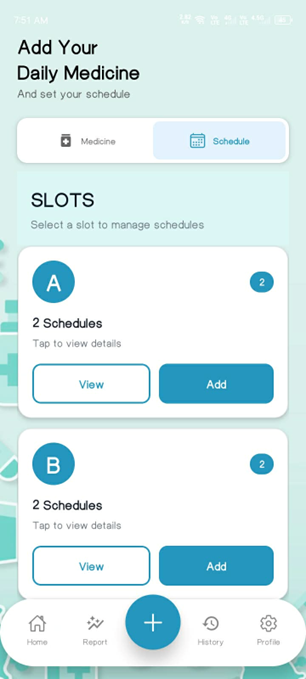 7:51 AM
Add Your
Daily Medicine
And set your schedule
Medicine
Schedule
SLOTS
Select a slot to manage schedules
A
2
2 Schedules
Tap to view details
View
Add
B
2
2 Schedules
Tap to view details
View
Add
Home
Report
History
Profile